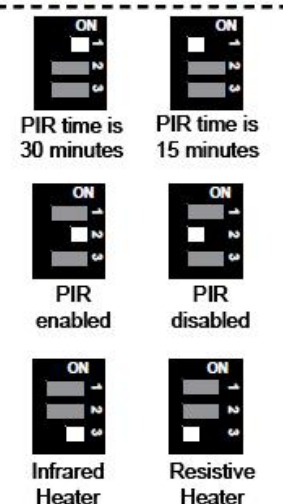 ON ON
1 1
2 2
3 3
PIR time is PIR time is
30 minutes 15 minutes
ON ON
1 1
2 2
3 3
PIR PIR
enabled disabled
ON ON
1 1
2 2
3 3
Infrared Resistive
Heater Heater